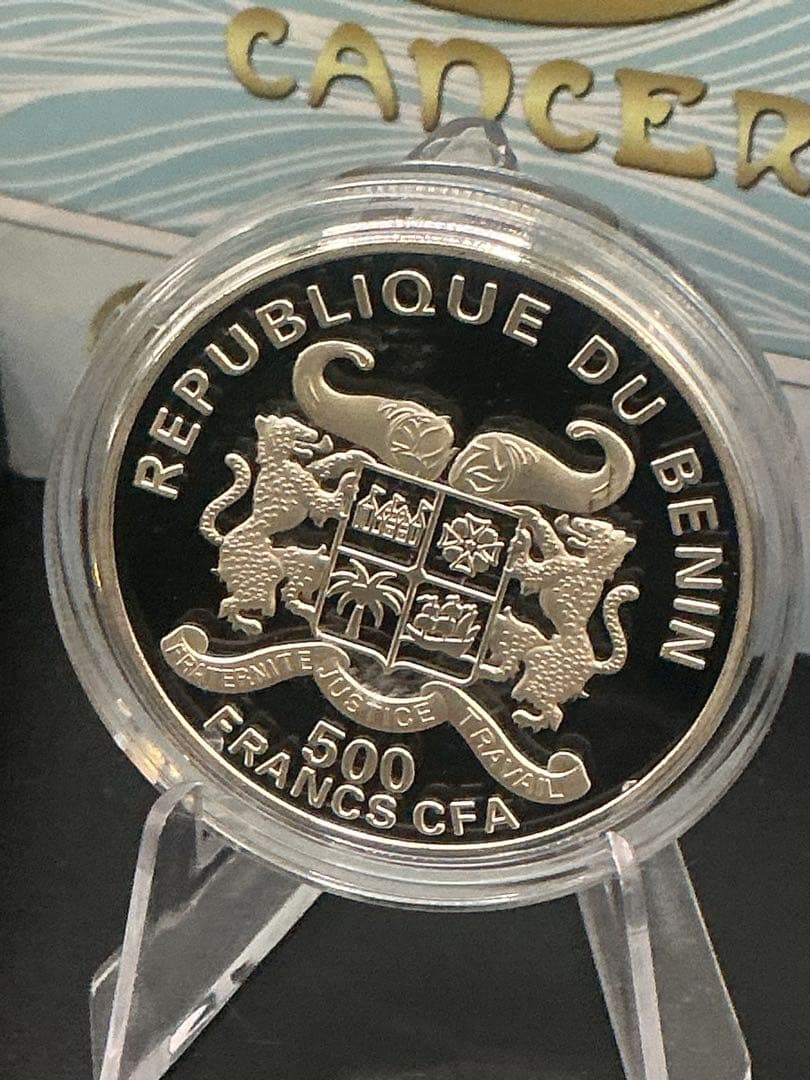 CANCER
REPUBLIQUE DU BENIN
FRATERNITE JUSTICE TRAVAIL
500
FRANCS CFA